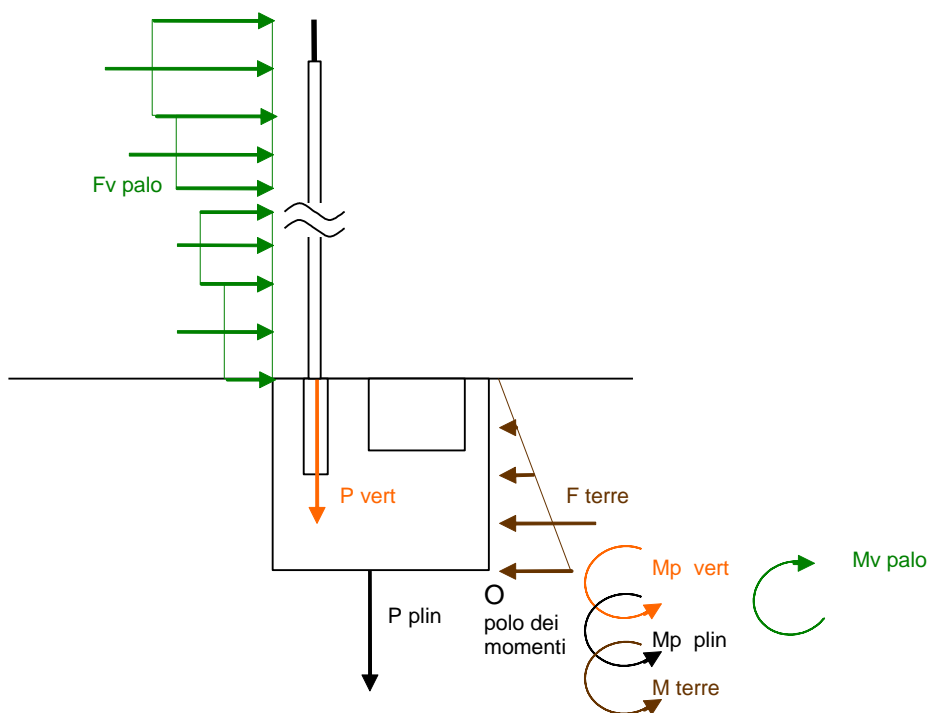 Fv palo
P vert
F terre
Mp vert
Mv palo
O
P plin
polo dei
momenti
Mp plin
M terre